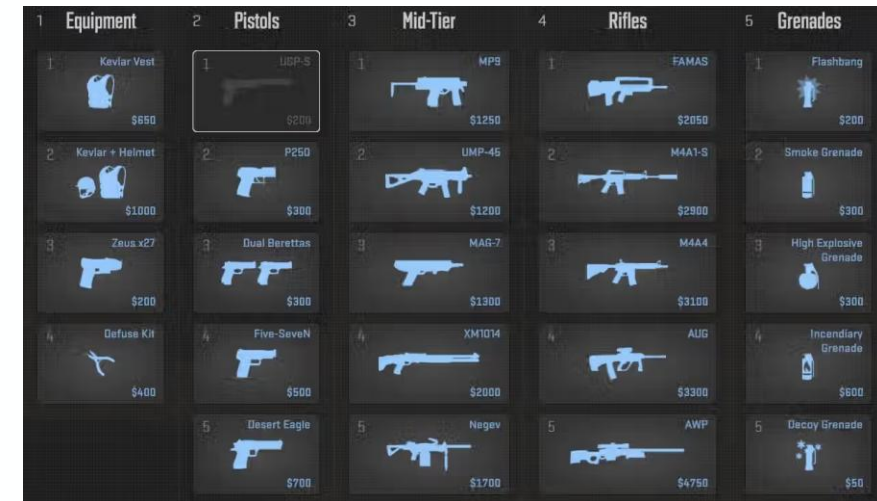 1 Equipment
2 Pistols
3 Mid-Tier
4 Rifles
5 Grenades
1 Kevlar Vest
$650
1 USP-S
$200
1 MP9
$1250
1 FAMAS
$2050
1 Flashbang
$200
2 Kevlar + Helmet
$1000
2 P250
$300
2 UMP-45
$1200
2 M4A1-S
$2900
2 Smoke Grenade
$300
3 Zeus x27
$200
3 Dual Berettas
$300
3 MAG-7
$1300
3 M4A4
$3100
3 High Explosive
Grenade
$300
4 Defuse Kit
$400
4 Five-SeveN
$500
4 XM1014
$2000
4 AUG
$3300
4 Incendiary
Grenade
$600
5 Desert Eagle
$700
5 Negev
$1700
5 AWP
$4750
5 Decoy Grenade
$50